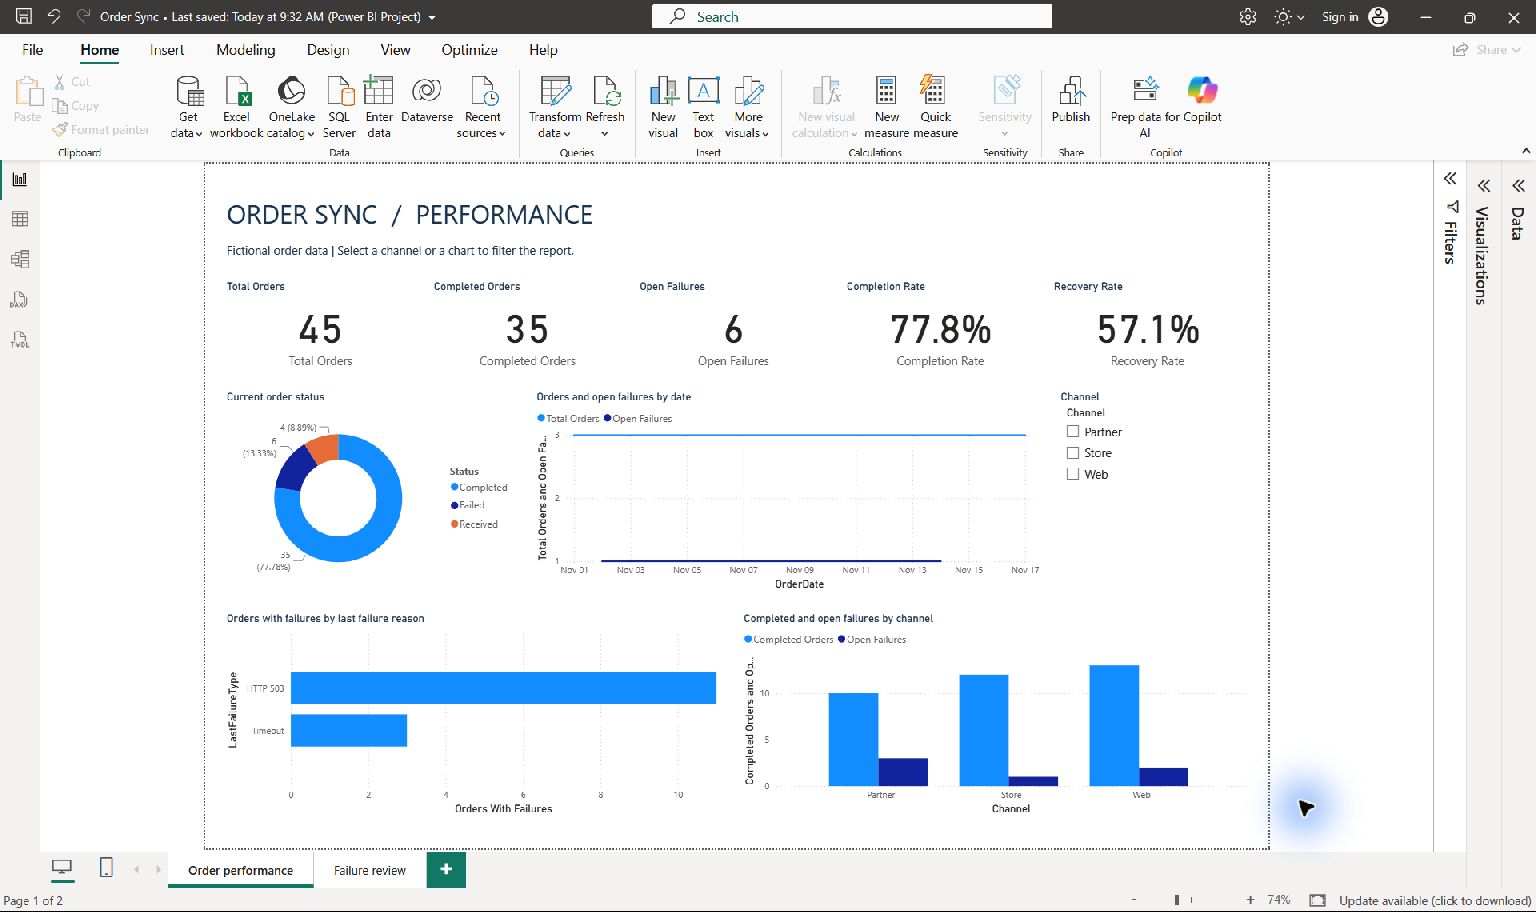 Order Sync • Last saved: Today at 9:32 AM (Power BI Project)
Search
Sign in
File Home Insert Modeling Design View Optimize Help
Share
Paste
Cut
Copy
Format painter
Clipboard
Get data
Excel workbook
OneLake catalog
SQL Server
Enter data
Dataverse
Recent sources
Data
Transform data
Refresh
Queries
New visual
Text box
More visuals
Insert
New visual calculation
New measure
Quick measure
Calculations
Sensitivity
Sensitivity
Publish
Share
Prep data for AI
Copilot
Copilot
DAX
TMDL
Filters
Visualizations
Data
ORDER SYNC / PERFORMANCE
Fictional order data | Select a channel or a chart to filter the report.
Total Orders
45
Total Orders
Completed Orders
35
Completed Orders
Open Failures
6
Open Failures
Completion Rate
77.8%
Completion Rate
Recovery Rate
57.1%
Recovery Rate
Current order status
4 (8.89%)
6
(13.33%)
35
(77.78%)
Status
Completed
Failed
Received
Orders and open failures by date
Total Orders Open Failures
Total Orders and Open Fa...
3
2
1
Nov 01 Nov 03 Nov 05 Nov 07 Nov 09 Nov 11 Nov 13 Nov 15 Nov 17
OrderDate
Channel
Channel
Partner
Store
Web
Orders with failures by last failure reason
LastFailureType
HTTP 503
Timeout
0 2 4 6 8 10
Orders With Failures
Completed and open failures by channel
Completed Orders Open Failures
Completed Orders and Op...
10
5
0
Partner Store Web
Channel
Order performance
Failure review
+
Page 1 of 2
- + 74%
Update available (click to download)